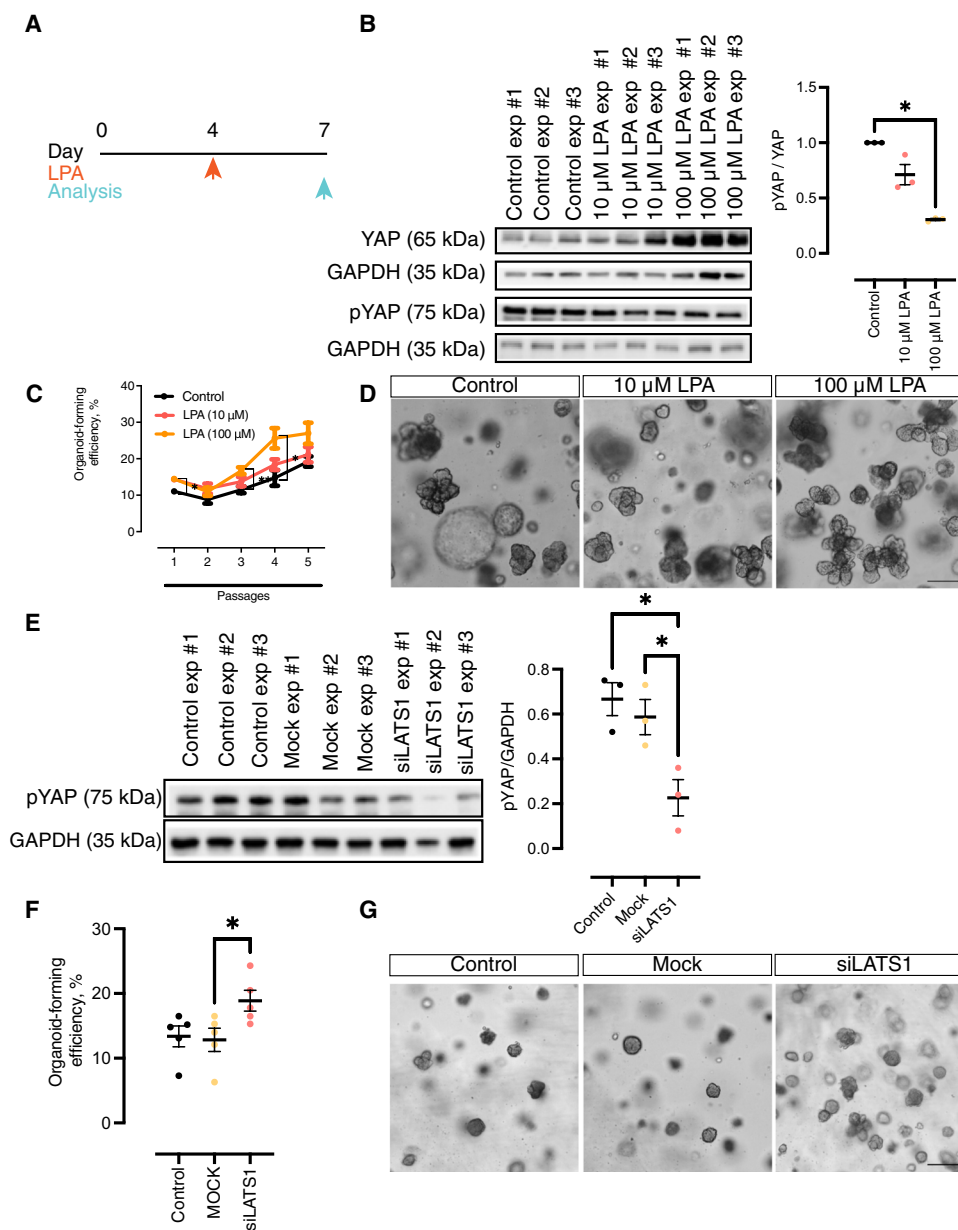 A
0 4 7
Day
LPA
Analysis
B
Control exp #1
Control exp #2
Control exp #3
10 µM LPA exp #1
10 µM LPA exp #2
10 µM LPA exp #3
100 µM LPA exp #1
100 µM LPA exp #2
100 µM LPA exp #3
YAP (65 kDa)
GAPDH (35 kDa)
pYAP (75 kDa)
GAPDH (35 kDa)
pYAP / YAP
1.5
1.0
0.5
0.0
*
Control
10 µM LPA
100 µM LPA
C
Organoid-forming
efficiency, %
40
30
20
10
0
Control
LPA (10 µM)
LPA (100 µM)
*
**
*
1 2 3 4 5
Passages
D
Control
10 µM LPA
100 µM LPA
E
Control exp #1
Control exp #2
Control exp #3
Mock exp #1
Mock exp #2
Mock exp #3
siLATS1 exp #1
siLATS1 exp #2
siLATS1 exp #3
pYAP (75 kDa)
GAPDH (35 kDa)
pYAP/GAPDH
0.8
0.6
0.4
0.2
0.0
*
*
Control
Mock
siLATS1
F
Organoid-forming
efficiency, %
30
20
10
0
*
Control
MOCK
siLATS1
G
Control
Mock
siLATS1